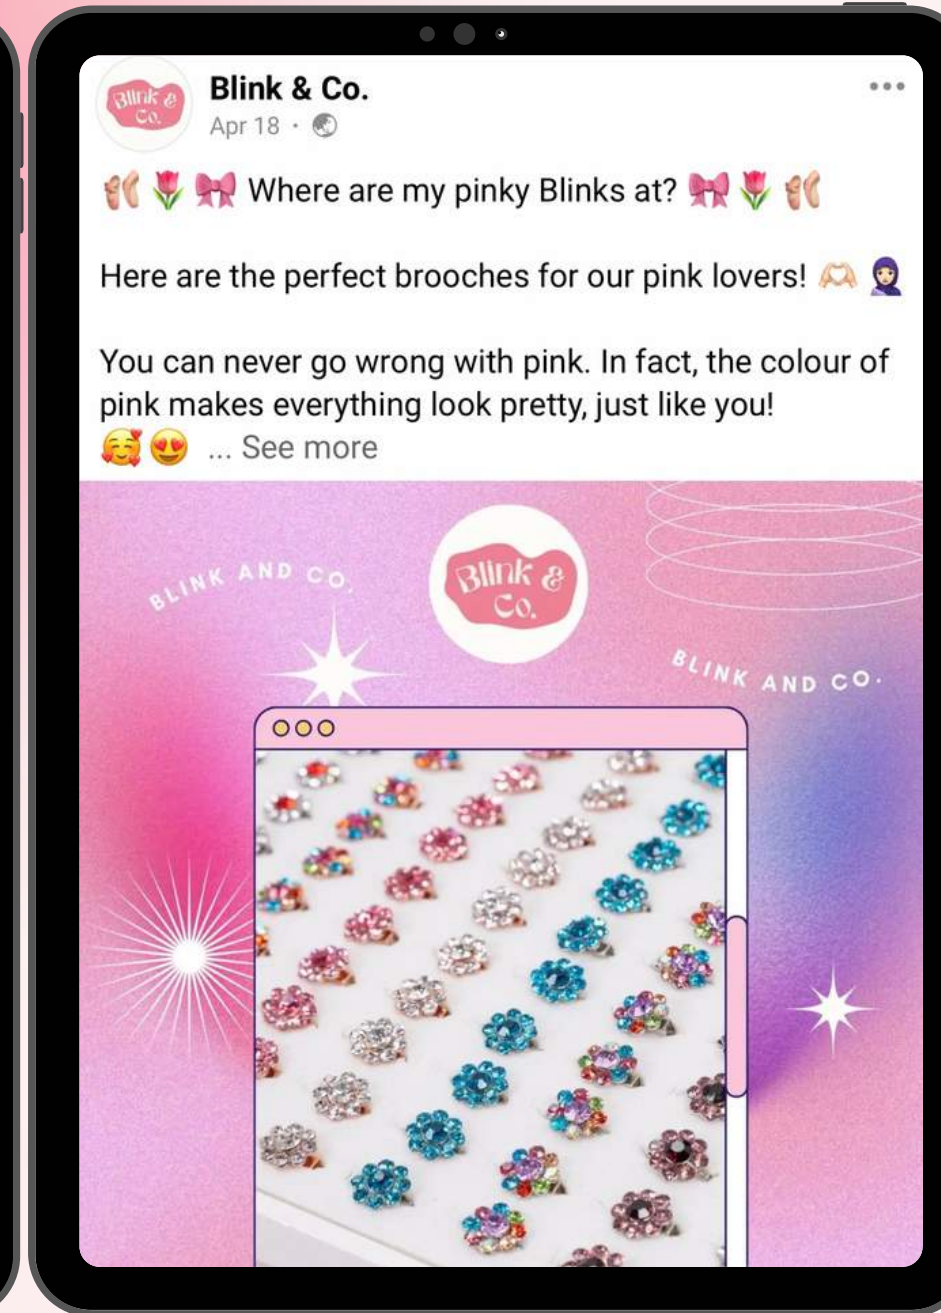 Blink &
Co.
Blink & Co.
Apr 18 ·
🩰🌷🎀 Where are my pinky Blinks at? 🎀🌷🩰
Here are the perfect brooches for our pink lovers! 🫶🏻 🧕🏻
You can never go wrong with pink. In fact, the colour of
pink makes everything look pretty, just like you!
🥰😍 ... See more
BLINK AND CO.
Blink &
Co.
BLINK AND CO.